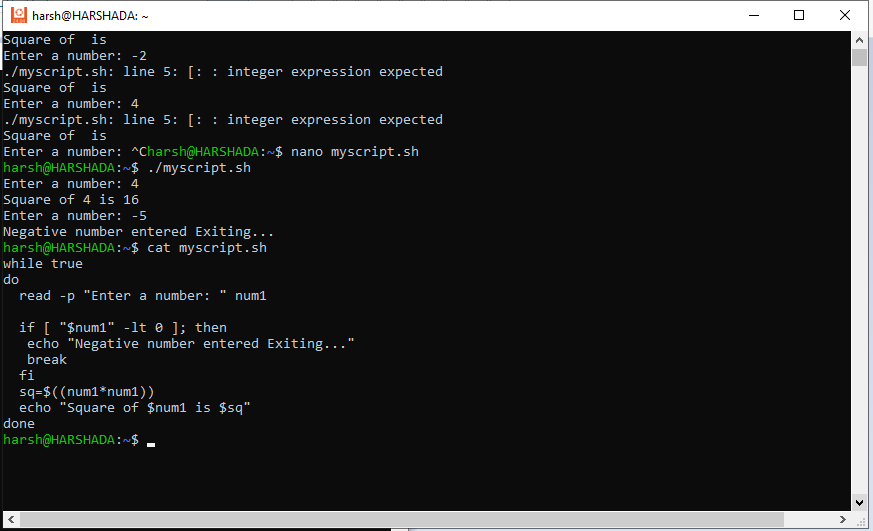 harsh@HARSHADA: ~
Square of  is
Enter a number: -2
./myscript.sh: line 5: [: : integer expression expected
Square of  is
Enter a number: 4
./myscript.sh: line 5: [: : integer expression expected
Square of  is
Enter a number: ^Charsh@HARSHADA:~$ nano myscript.sh
harsh@HARSHADA:~$ ./myscript.sh
Enter a number: 4
Square of 4 is 16
Enter a number: -5
Negative number entered Exiting...
harsh@HARSHADA:~$ cat myscript.sh
while true
do
  read -p "Enter a number: " num1

  if [ "$num1" -lt 0 ]; then
   echo "Negative number entered Exiting..."
   break
  fi
  sq=$((num1*num1))
  echo "Square of $num1 is $sq"
done
harsh@HARSHADA:~$